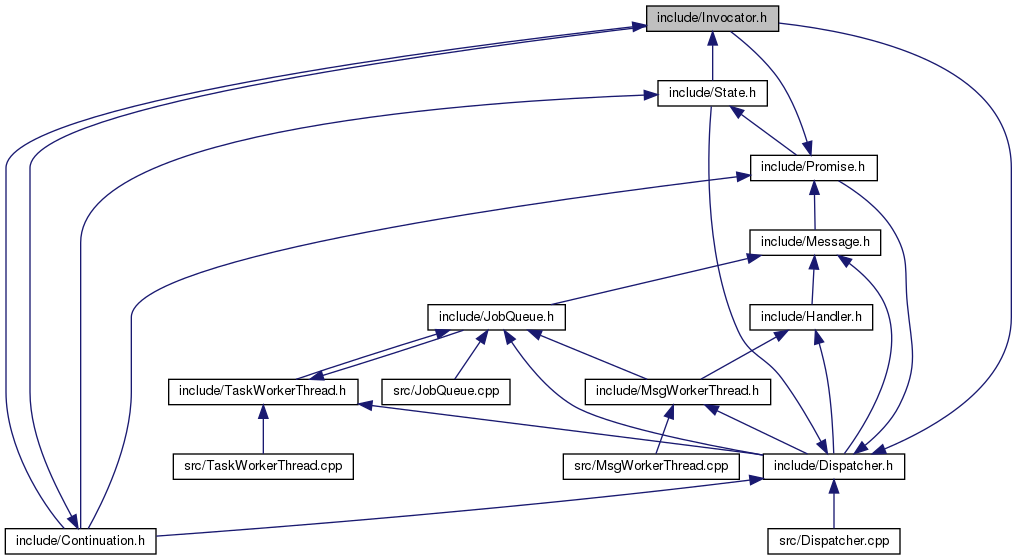 include/Invocator.h
include/State.h
include/Promise.h
include/Message.h
include/JobQueue.h
include/Handler.h
include/TaskWorkerThread.h
src/JobQueue.cpp
include/MsgWorkerThread.h
src/TaskWorkerThread.cpp
src/MsgWorkerThread.cpp
include/Dispatcher.h
include/Continuation.h
src/Dispatcher.cpp